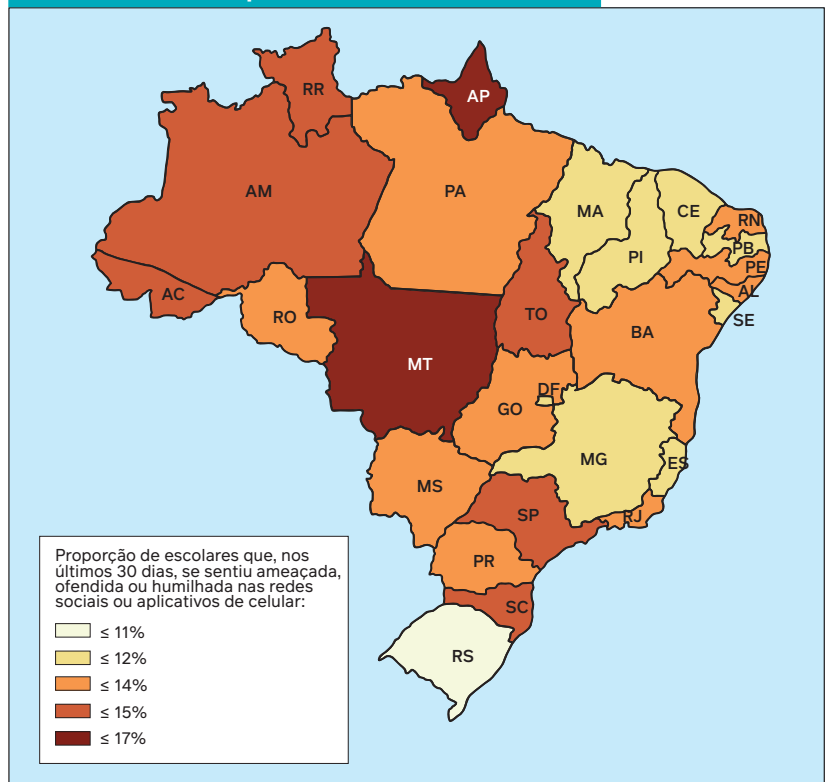 RR
AP
AM
PA
MA
CE
RN
PB
PI
PE
AL
SE
AC
RO
TO
BA
MT
DF
GO
MG
ES
MS
SP
RJ
PR
SC
RS
Proporção de escolares que, nos
últimos 30 dias, se sentiu ameaçada,
ofendida ou humilhada nas redes
sociais ou aplicativos de celular:
≤ 11%
≤ 12%
≤ 14%
≤ 15%
≤ 17%